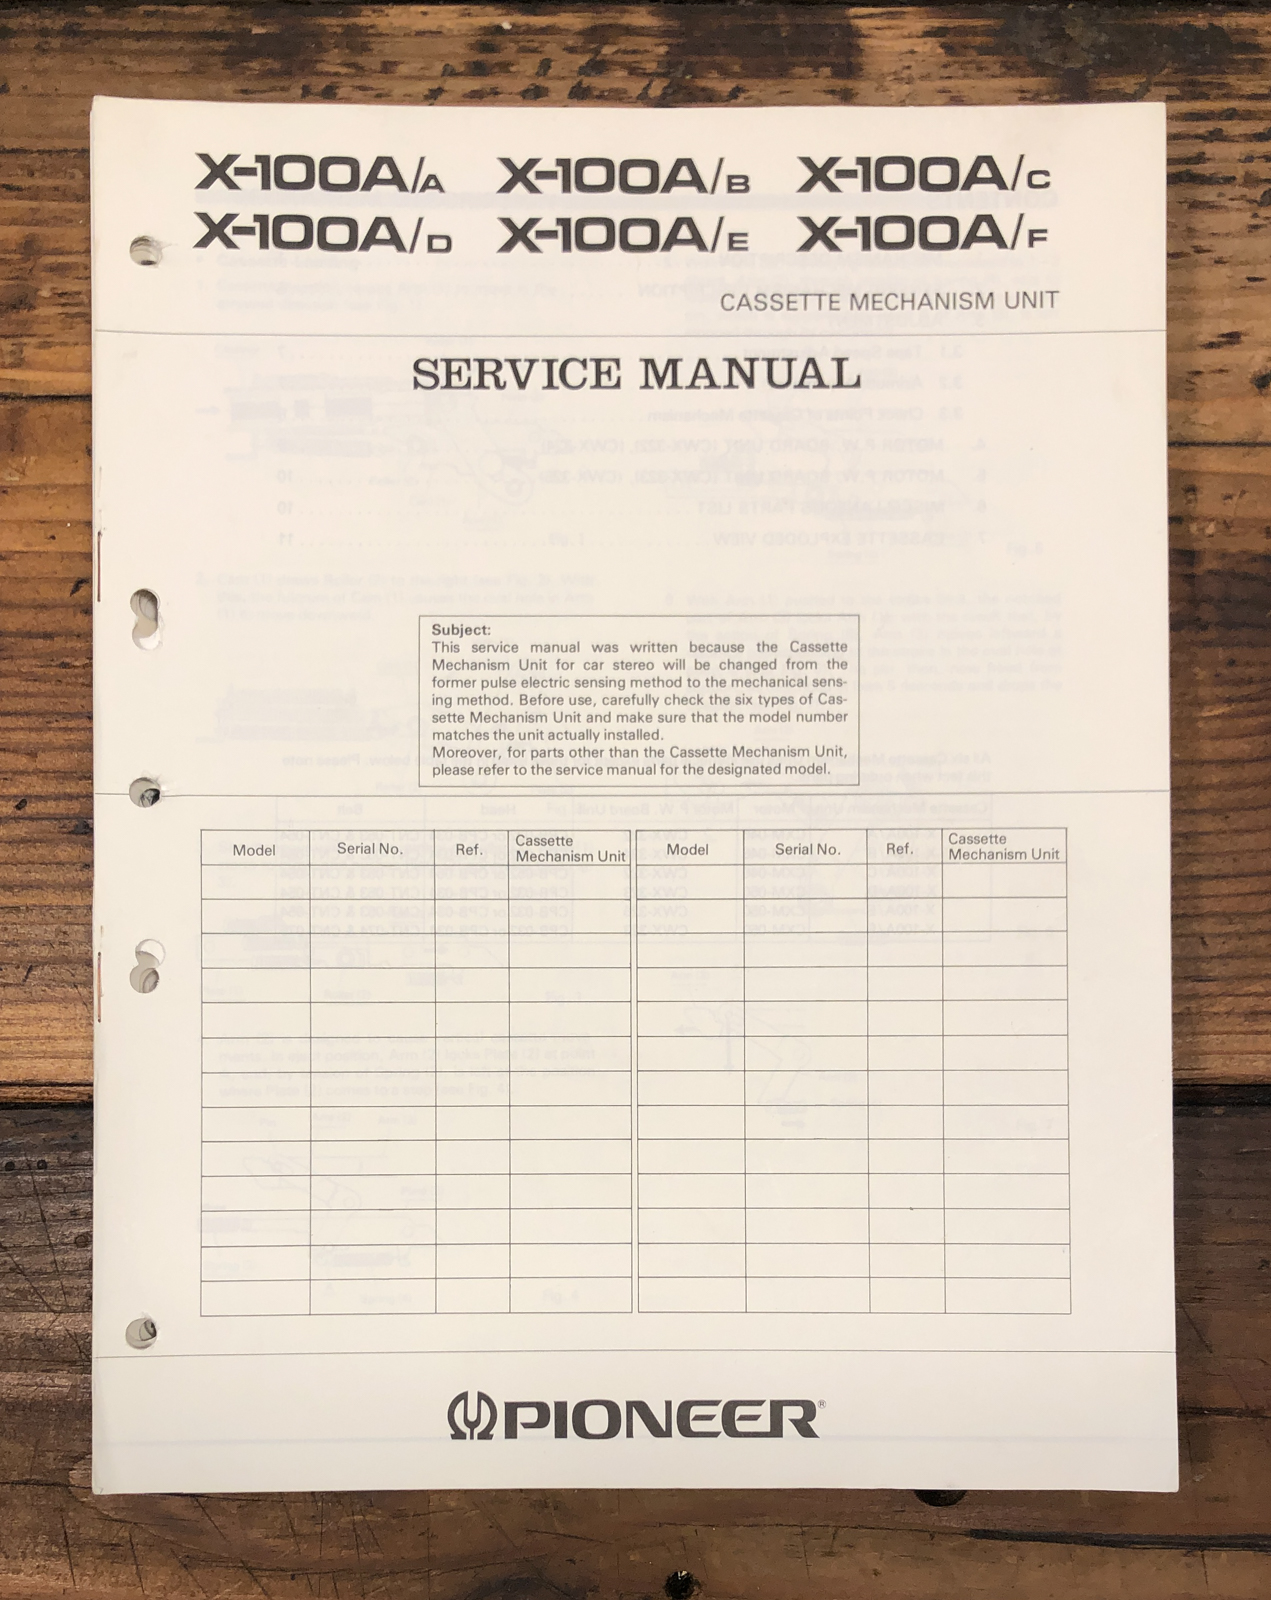 X-100A/A X-100A/B X-100A/C
X-100A/D X-100A/E X-100A/F
CASSETTE MECHANISM UNIT
SERVICE MANUAL
Subject:
This service manual was written because the Cassette
Mechanism Unit for car stereo will be changed from the
former pulse electric sensing method to the mechanical sens-
ing method. Before use, carefully check the six types of Cas-
sette Mechanism Unit and make sure that the model number
matches the unit actually installed.
Moreover, for parts other than the Cassette Mechanism Unit,
please refer to the service manual for the designated model.
Model Serial No. Ref. Cassette Mechanism Unit Model Serial No. Ref. Cassette Mechanism Unit
PIONEER®